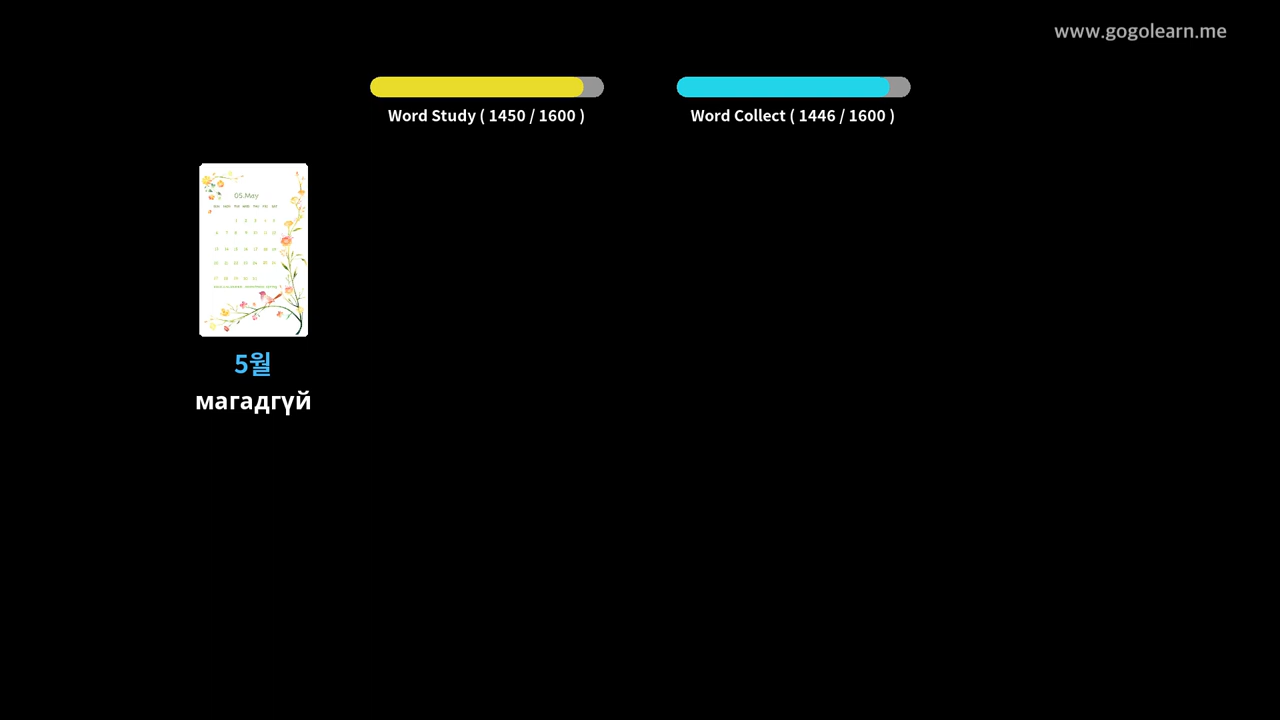 www.gogolearn.me
Word Study ( 1450 / 1600 )
Word Collect ( 1446 / 1600 )
05.May
5월
магадгүй